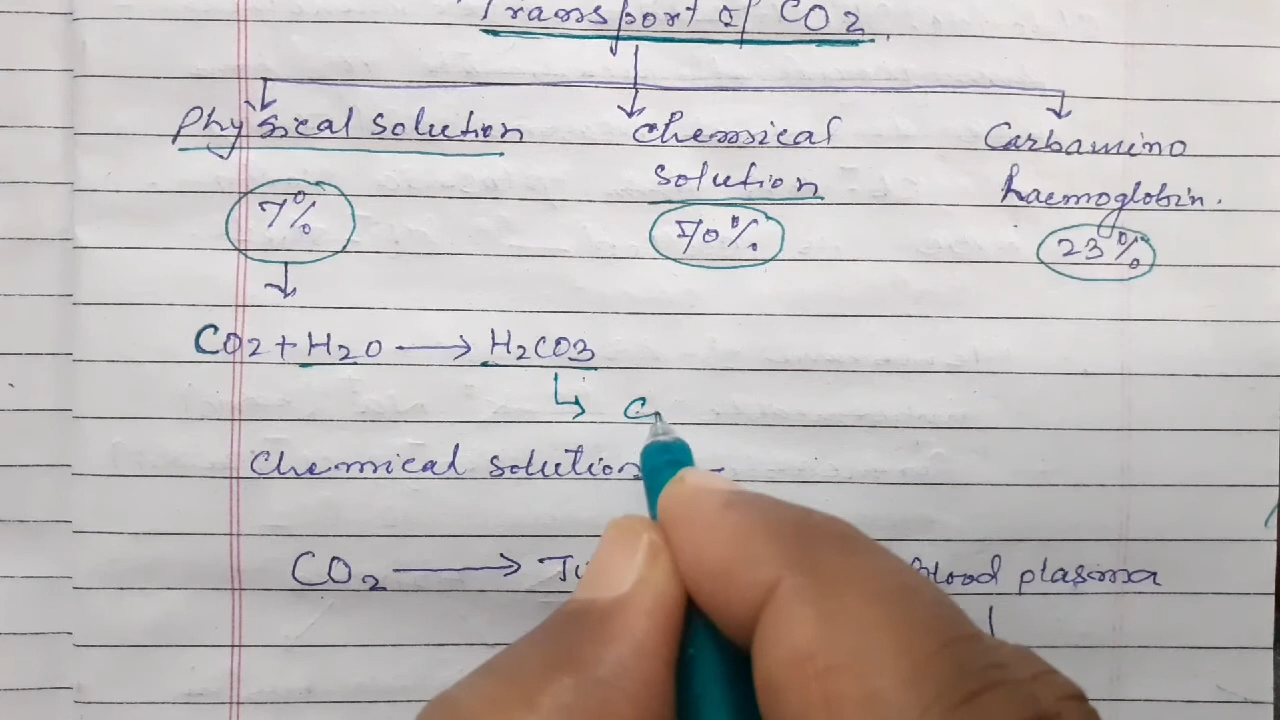 Transport of CO2
Physical solution
Chemical
solution
Carbamino
haemoglobin.
7%
70%
23%
CO2 + H2O → H2CO3
↳ C
Chemical solution -
CO2 → blood plasma